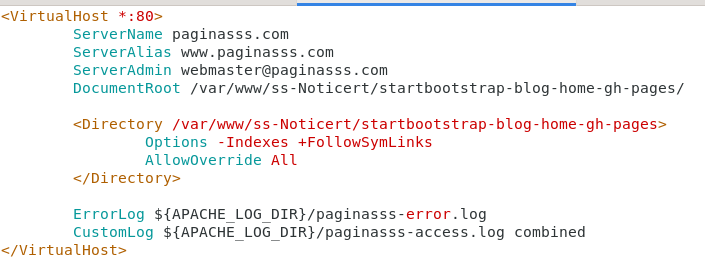 <VirtualHost *:80>
ServerName paginasss.com
ServerAlias www.paginasss.com
ServerAdmin webmaster@paginasss.com
DocumentRoot /var/www/ss-Noticert/startbootstrap-blog-home-gh-pages/
<Directory /var/www/ss-Noticert/startbootstrap-blog-home-gh-pages>
Options -Indexes +FollowSymLinks
AllowOverride All
</Directory>
ErrorLog ${APACHE_LOG_DIR}/paginasss-error.log
CustomLog ${APACHE_LOG_DIR}/paginasss-access.log combined
</VirtualHost>